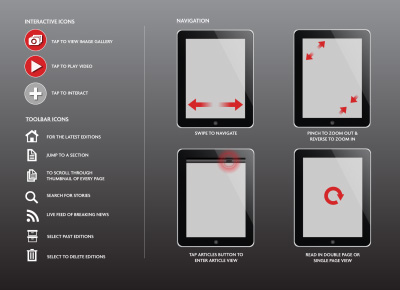 INTERACTIVE ICONS
TAP TO VIEW IMAGE GALLERY
TAP TO PLAY VIDEO
TAP TO INTERACT
TOOLBAR ICONS
FOR THE LATEST EDITIONS
JUMP TO A SECTION
TO SCROLL THROUGH
THUMBNAIL OF EVERY PAGE
SEARCH FOR STORIES
LIVE FEED OF BREAKING NEWS
SELECT PAST EDITIONS
SELECT TO DELETE EDITIONS
NAVIGATION
SWIPE TO NAVIGATE
PINCH TO ZOOM OUT &
REVERSE TO ZOOM IN
TAP ARTICLES BUTTON TO
ENTER ARTICLE VIEW
READ IN DOUBLE PAGE OR
SINGLE PAGE VIEW